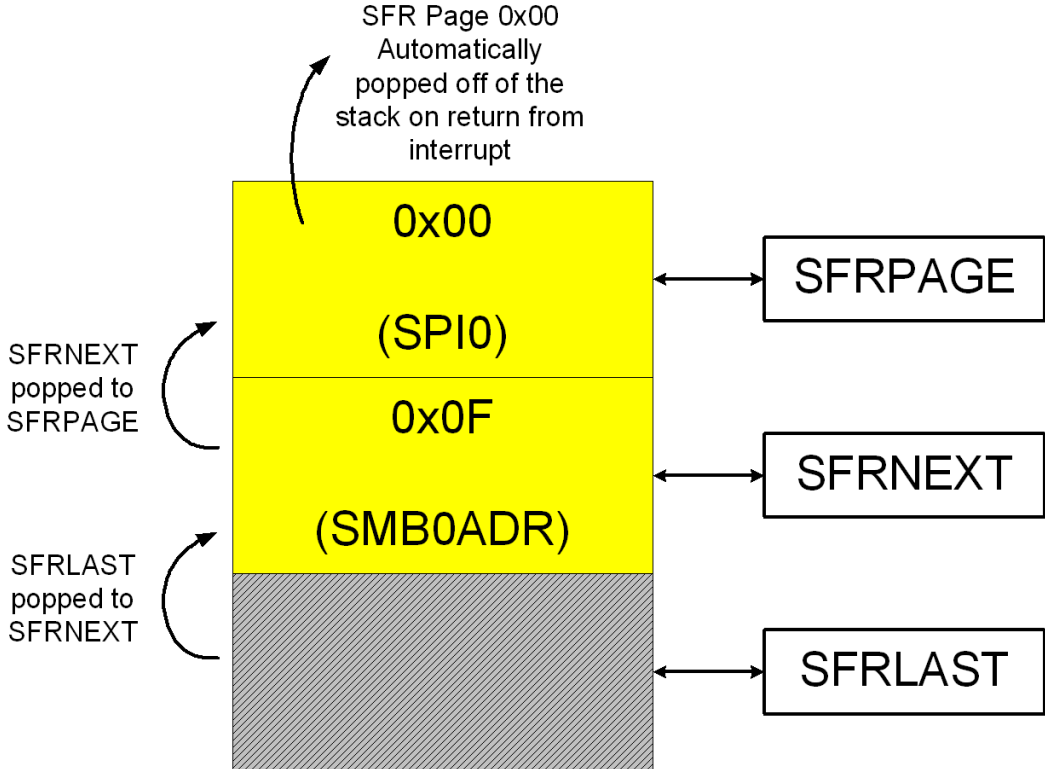 SFR Page 0x00
Automatically
popped off of the
stack on return from
interrupt
0x00
(SPI0)
SFRPAGE
SFRNEXT
popped to
SFRPAGE
0x0F
(SMB0ADR)
SFRNEXT
SFRLAST
popped to
SFRNEXT
SFRLAST